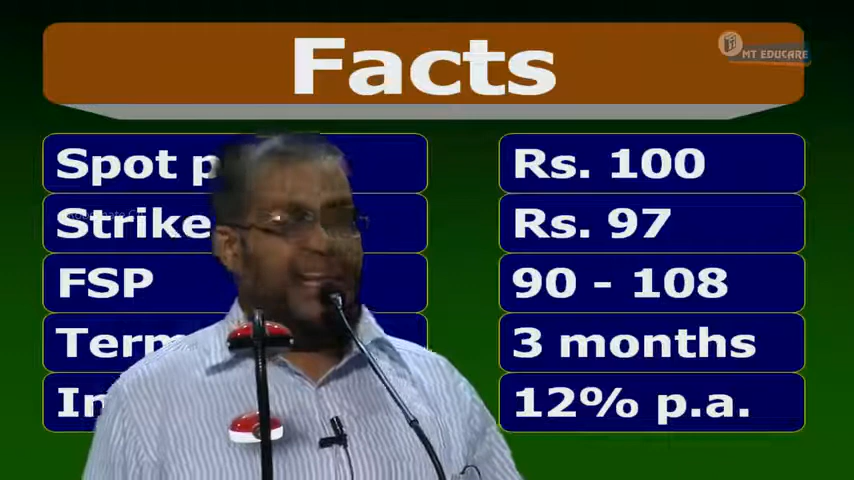 Facts
MT EDUCARE
Spot p Rs. 100
Strike Rs. 97
FSP 90 - 108
Term 3 months
In 12% p.a.